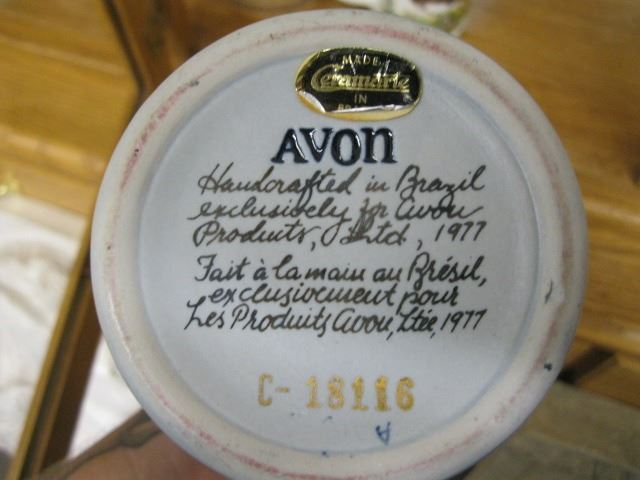 MADE
Ceramarte
IN
AVON
Handcrafted in Brazil
exclusively for Avon
Products, Ltd., 1977
Fait à la main au Brésil,
exclusivement pour
Les Produits Avon, Ltée, 1977
C-18116
A